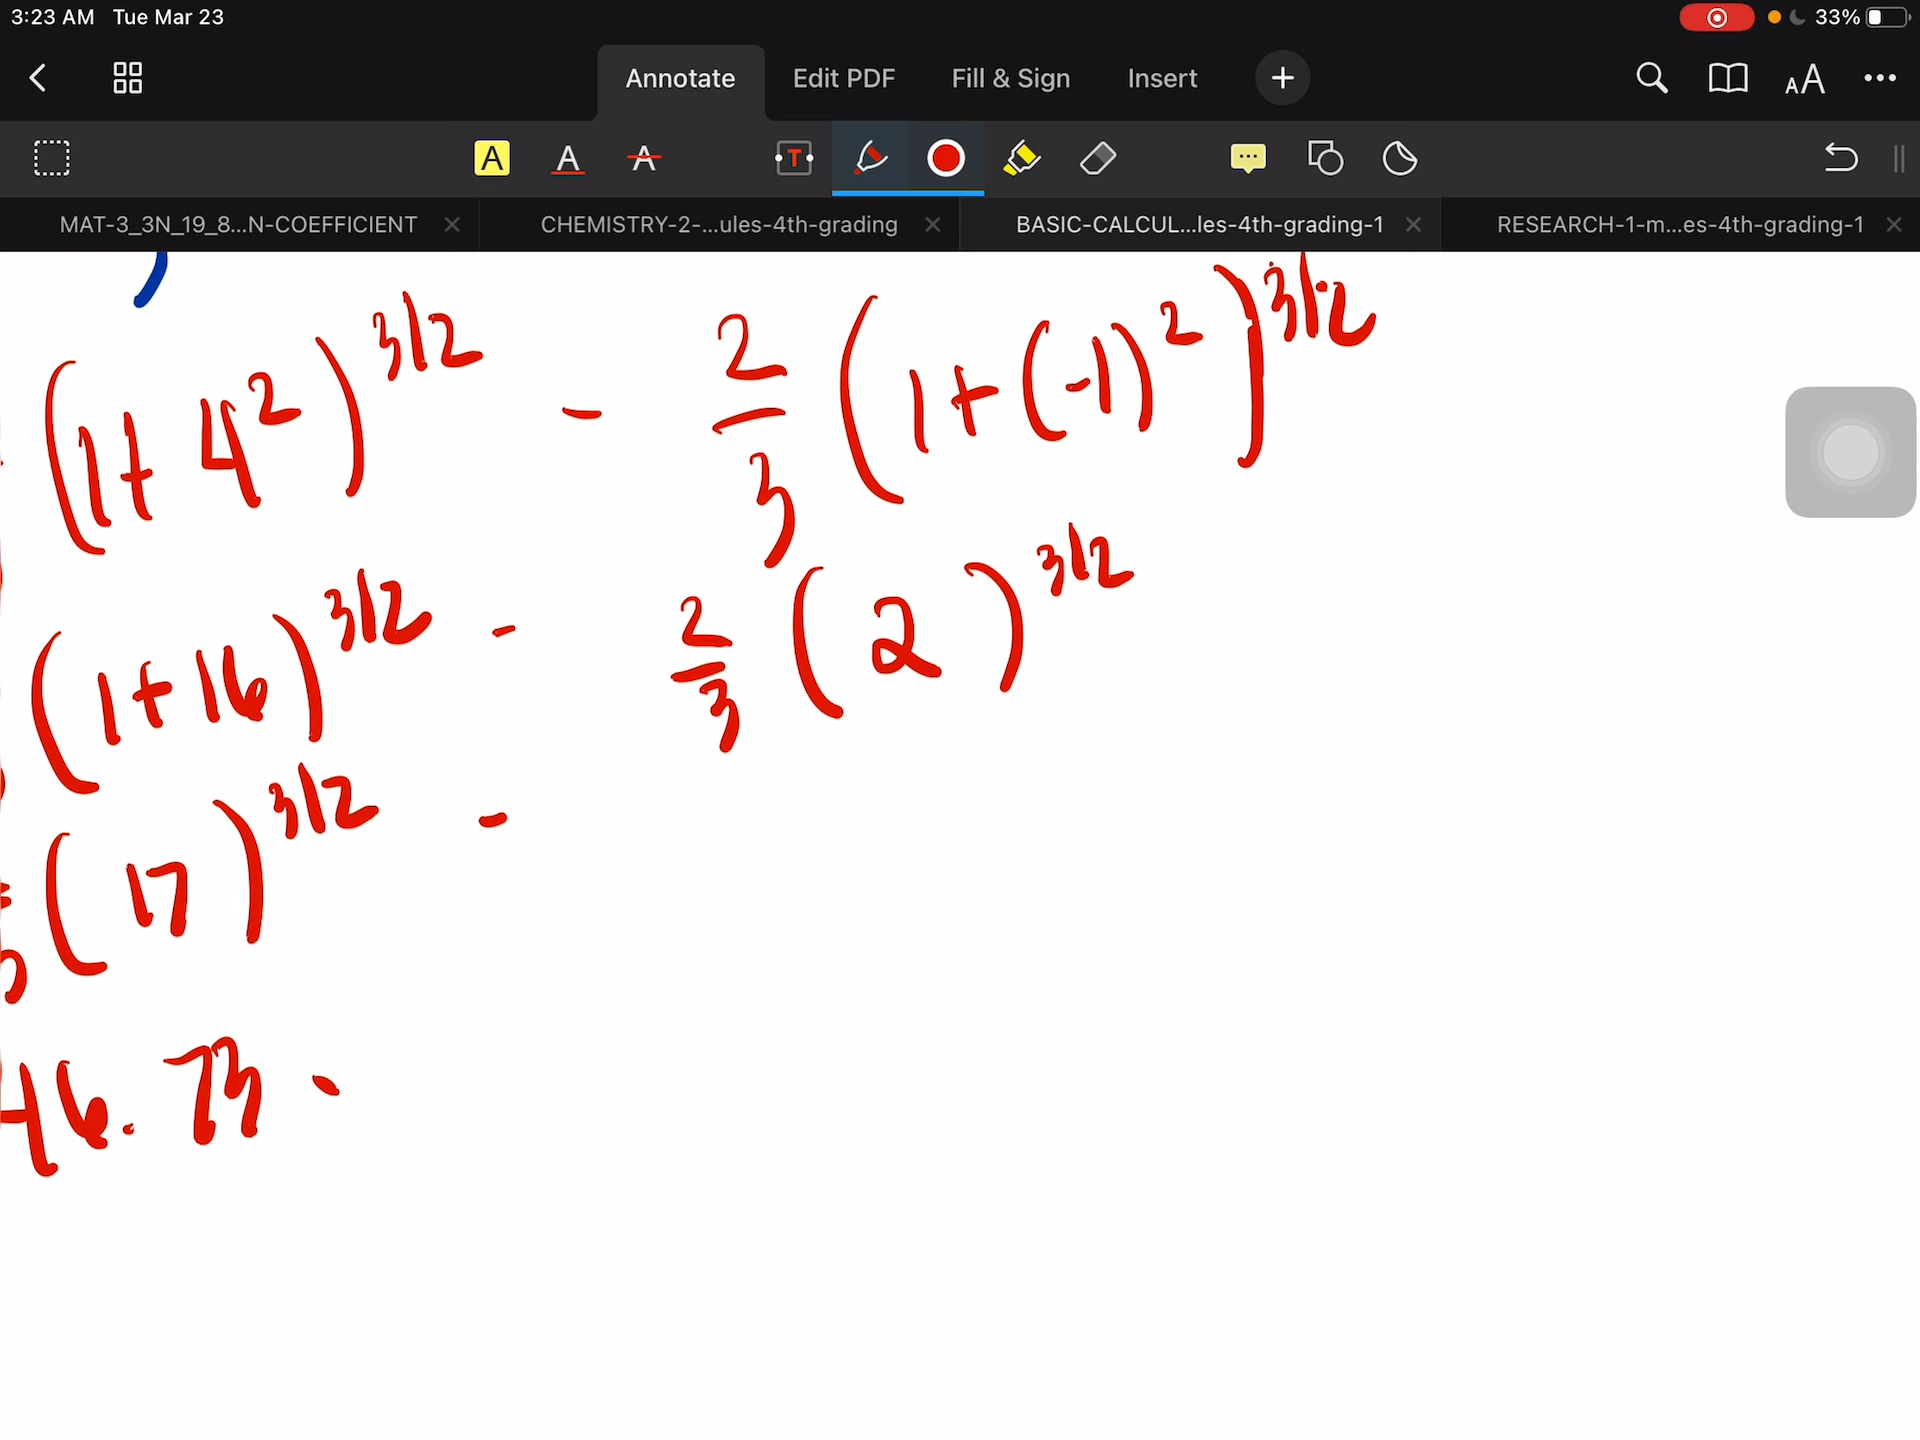 3:23 AM Tue Mar 23 33%
Annotate Edit PDF Fill & Sign Insert + AA
A A A T
MAT-3_3N_19_8...N-COEFFICIENT × CHEMISTRY-2-...ules-4th-grading × BASIC-CALCUL...les-4th-grading-1 × RESEARCH-1-m...es-4th-grading-1 ×
(1+ 4²)^3/2 - 2/3 (1+(-1)²)^3/2
(1+16)^3/2 - 2/3 (2)^3/2
(17)^3/2 -
46.73 -